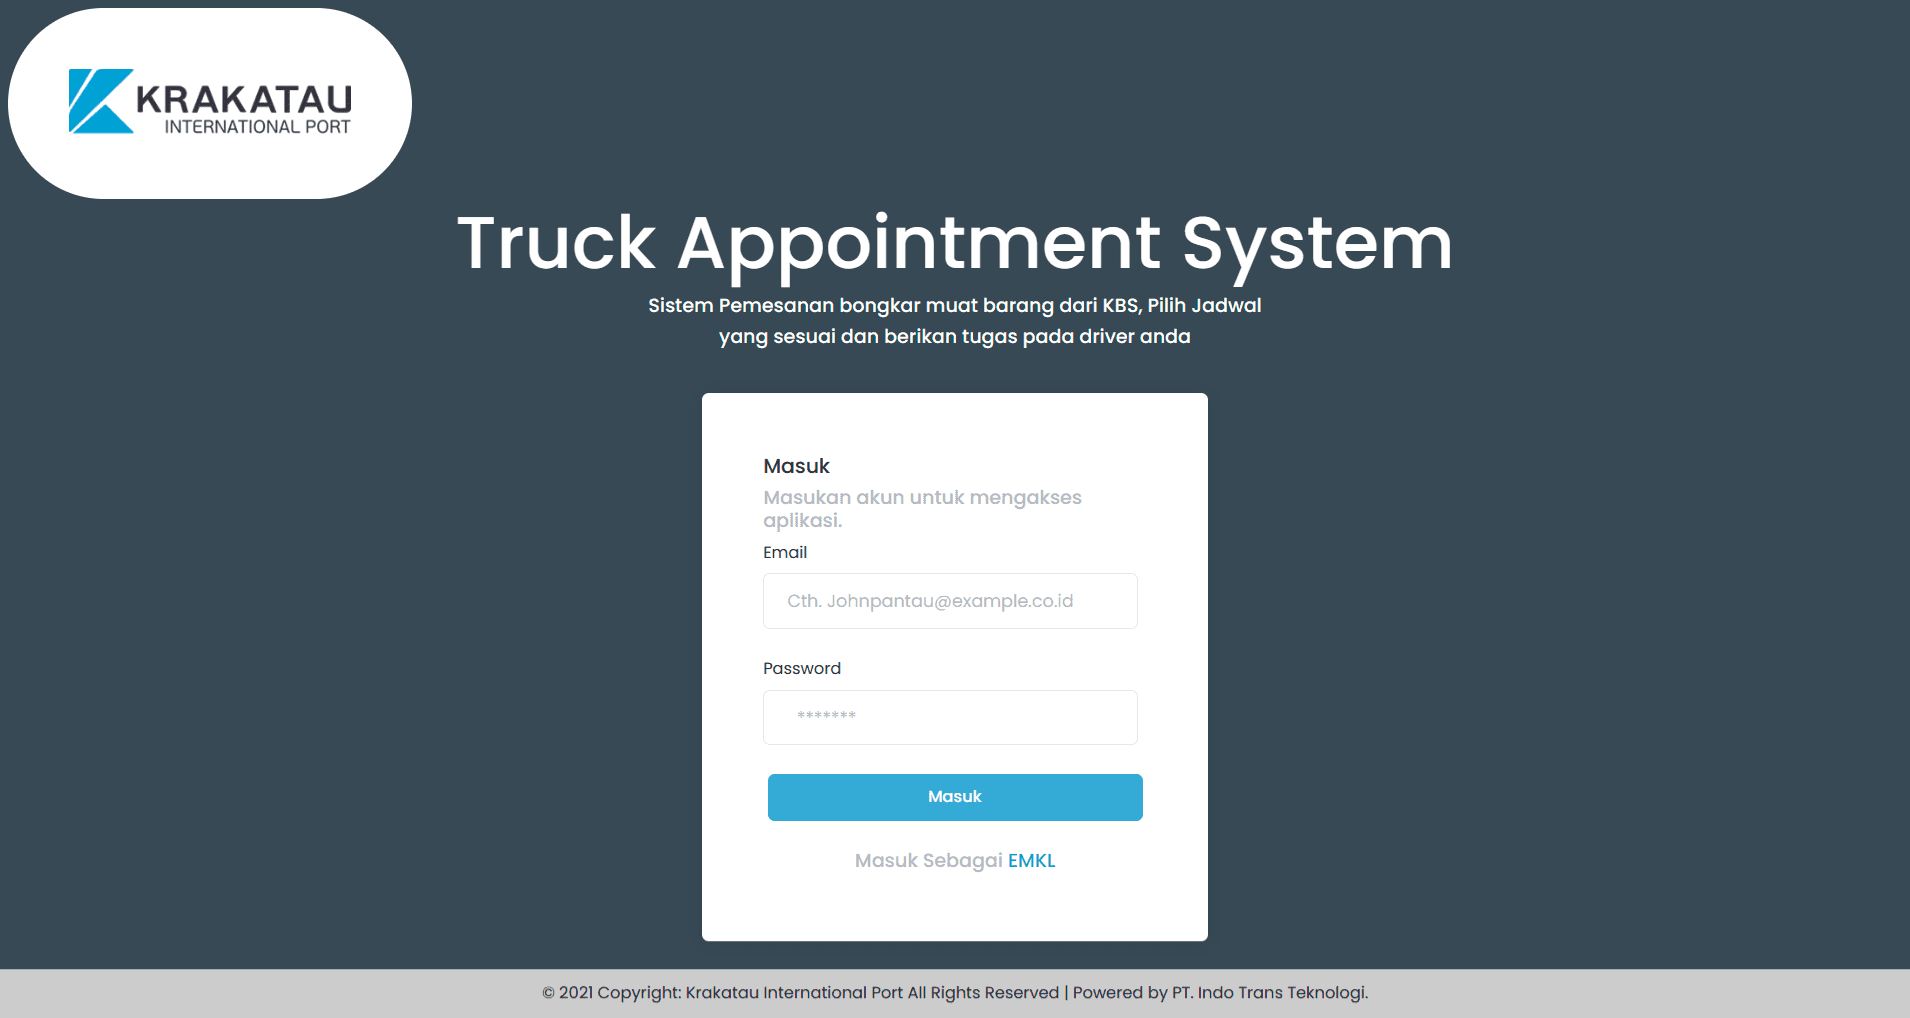 KRAKATAU
INTERNATIONAL PORT
Truck Appointment System
Sistem Pemesanan bongkar muat barang dari KBS, Pilih Jadwal
yang sesuai dan berikan tugas pada driver anda
Masuk
Masukan akun untuk mengakses
aplikasi.
Email
Cth. Johnpantau@example.co.id
Password
*******
Masuk
Masuk Sebagai EMKL
© 2021 Copyright: Krakatau International Port All Rights Reserved | Powered by PT. Indo Trans Teknologi.